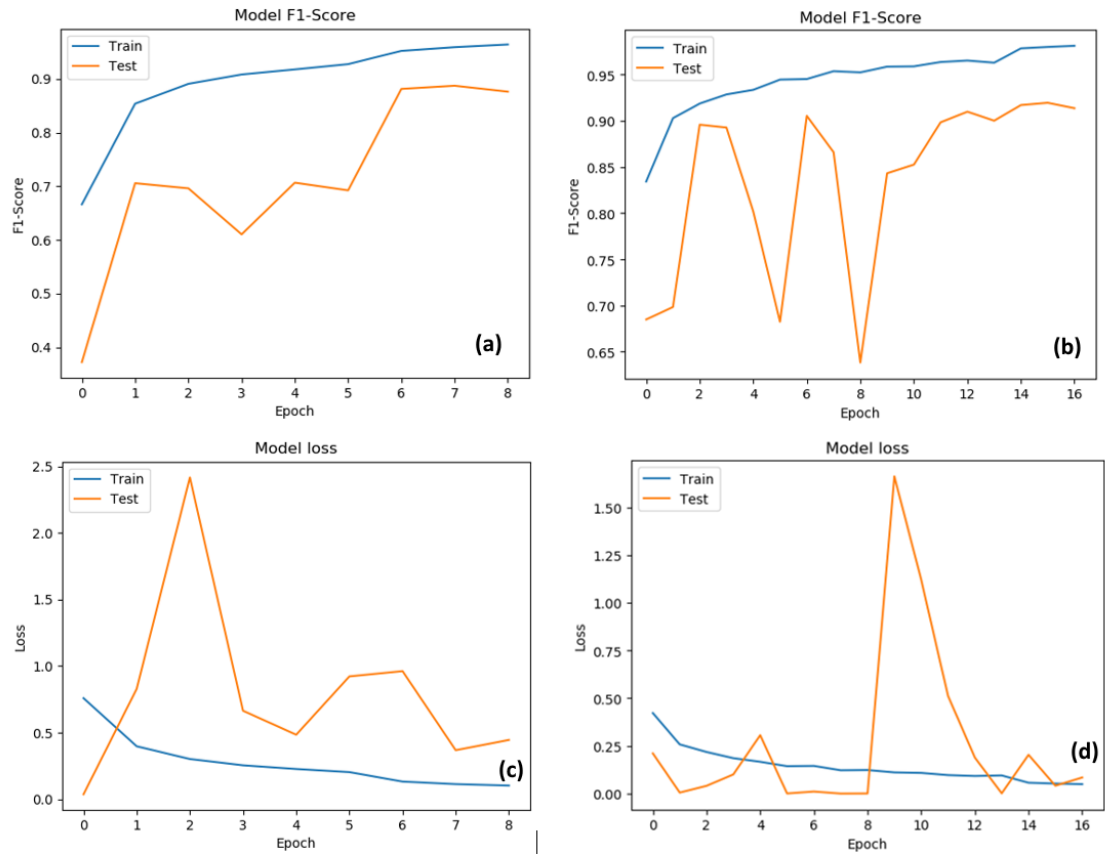 Model F1-Score
Train
Test
F1-Score
0.9
0.8
0.7
0.6
0.5
0.4
0 1 2 3 4 5 6 7 8
Epoch
(a)
Model F1-Score
Train
Test
F1-Score
0.95
0.90
0.85
0.80
0.75
0.70
0.65
0 2 4 6 8 10 12 14 16
Epoch
(b)
Model loss
Train
Test
Loss
2.5
2.0
1.5
1.0
0.5
0.0
0 1 2 3 4 5 6 7 8
Epoch
(c)
Model loss
Train
Test
Loss
1.50
1.25
1.00
0.75
0.50
0.25
0.00
0 2 4 6 8 10 12 14 16
Epoch
(d)